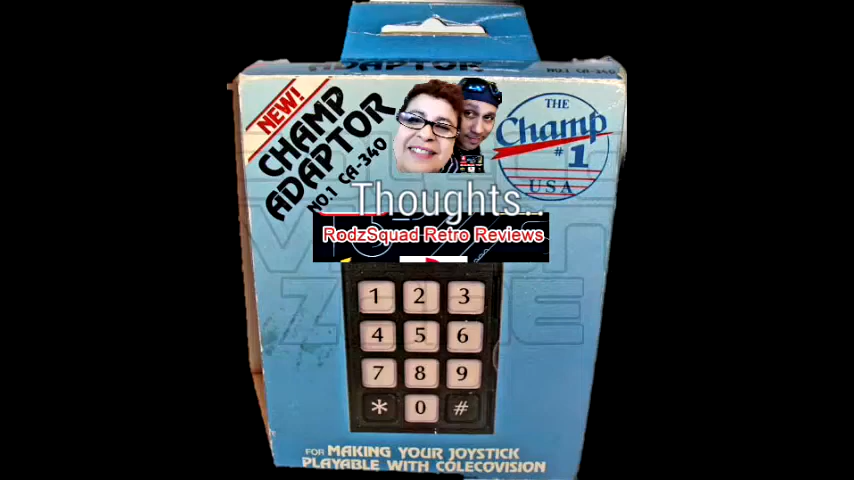 ADAPTOR
NO.1 CA-340
NEW!
CHAMP
ADAPTOR
NO.1 CA-340
THE
Champ
#1
USA
Thoughts
RodzSquad Retro Reviews
1 2 3
4 5 6
7 8 9
* 0 #
FOR MAKING YOUR JOYSTICK
PLAYABLE WITH COLECOVISION